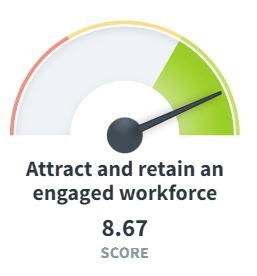 Attract and retain an
engaged workforce
8.67
SCORE